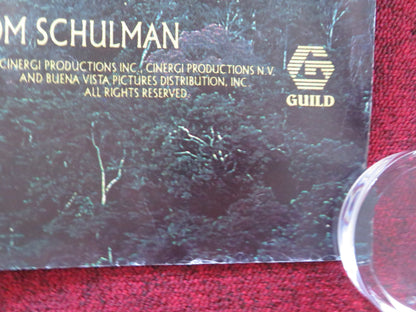 OM SCHULMAN
CINERGI PRODUCTIONS INC., CINERGI PRODUCTIONS N.V.
AND BUENA VISTA PICTURES DISTRIBUTION, INC.
ALL RIGHTS RESERVED.
GUILD